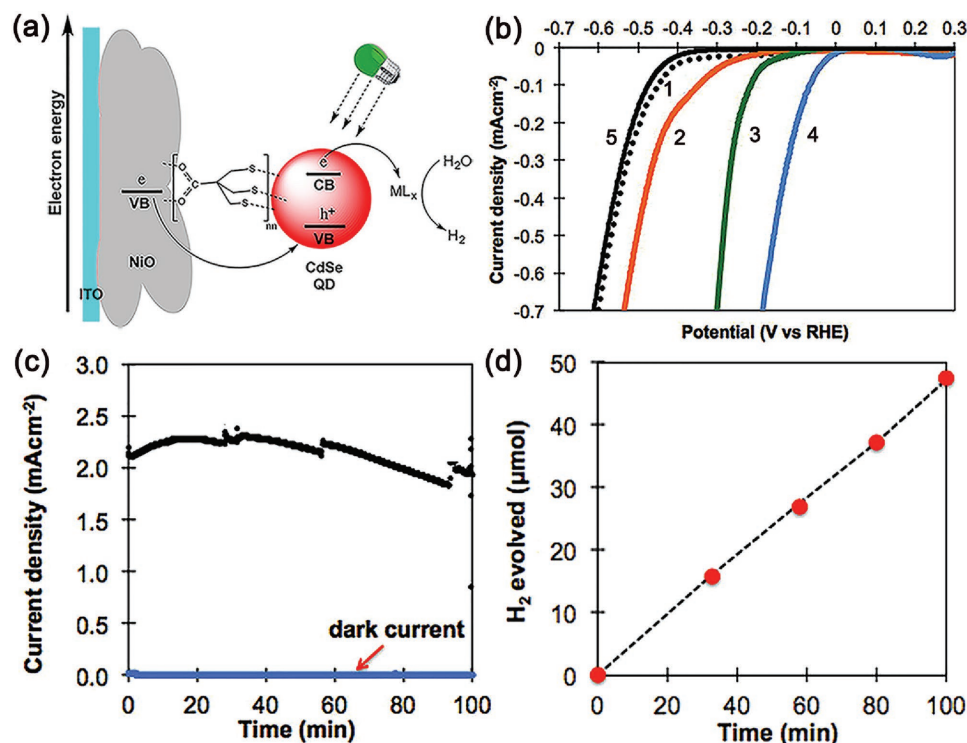 (a)
Electron energy
ITO
NiO
e
VB
O
O
C
S
S
S
nn
e
CB
h⁺
VB
CdSe
QD
MLₓ
H₂O
H₂
(b)
-0.7 -0.6 -0.5 -0.4 -0.3 -0.2 -0.1 0 0.1 0.2 0.3
0
-0.1
-0.2
-0.3
-0.4
-0.5
-0.6
-0.7
Current density (mAcm⁻²)
1
5 2 3 4
Potential (V vs RHE)
(c)
3.0
2.5
2.0
1.5
1.0
0.5
0.0
Current density (mAcm⁻²)
dark current
0 20 40 60 80 100
Time (min)
(d)
50
40
30
20
10
0
H₂ evolved (µmol)
0 20 40 60 80 100
Time (min)